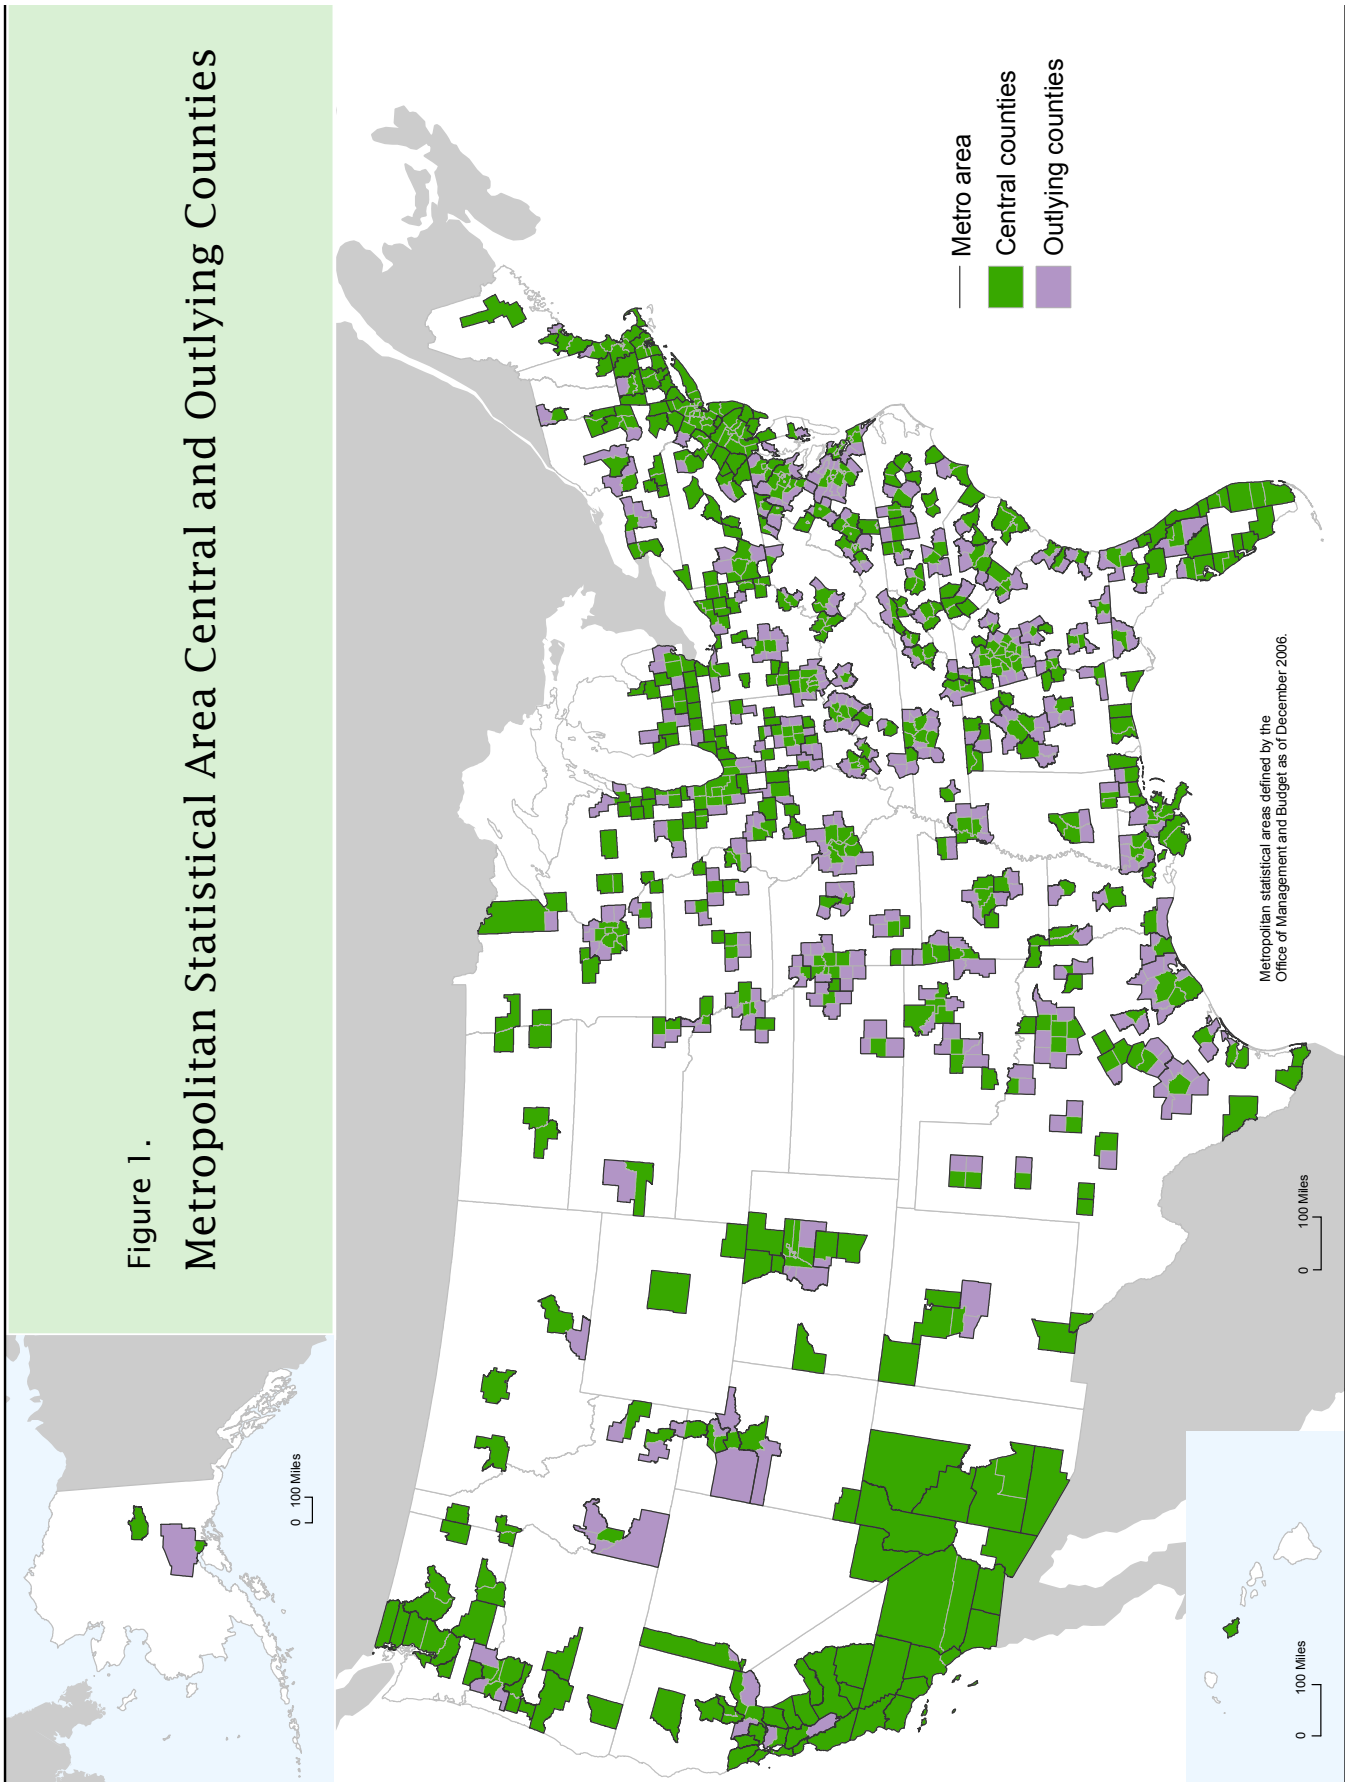 Figure 1.
Metropolitan Statistical Area Central and Outlying Counties
0 100 Miles
Metro area
Central counties
Outlying counties
Metropolitan statistical areas defined by the
Office of Management and Budget as of December 2006.
0 100 Miles
0 100 Miles